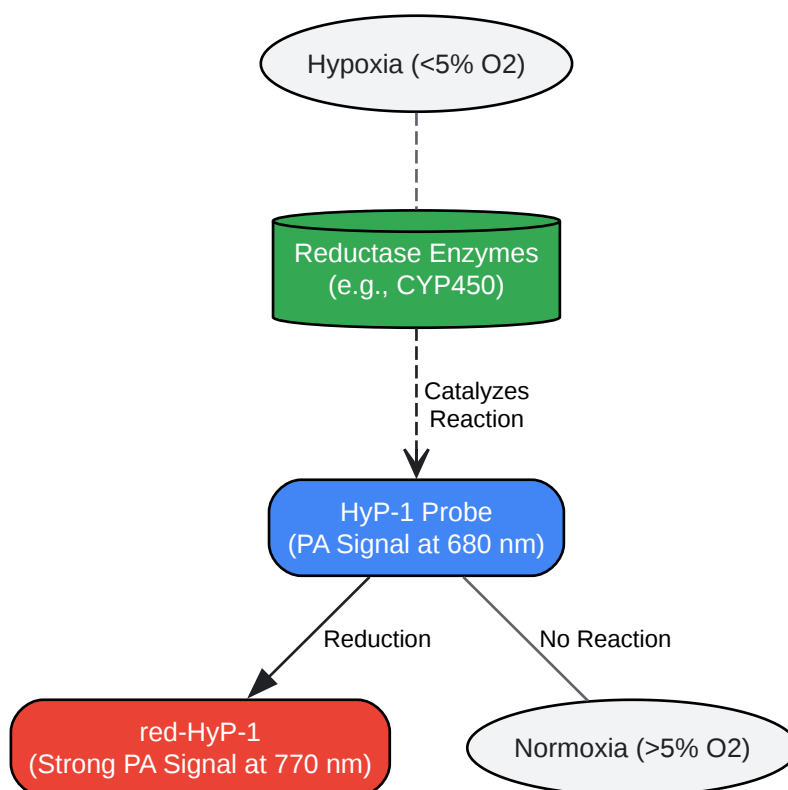 Hypoxia (<5% O2)
Reductase Enzymes
(e.g., CYP450)
Catalyzes
Reaction
HyP-1 Probe
(PA Signal at 680 nm)
Reduction
No Reaction
red-HyP-1
(Strong PA Signal at 770 nm)
Normoxia (>5% O2)